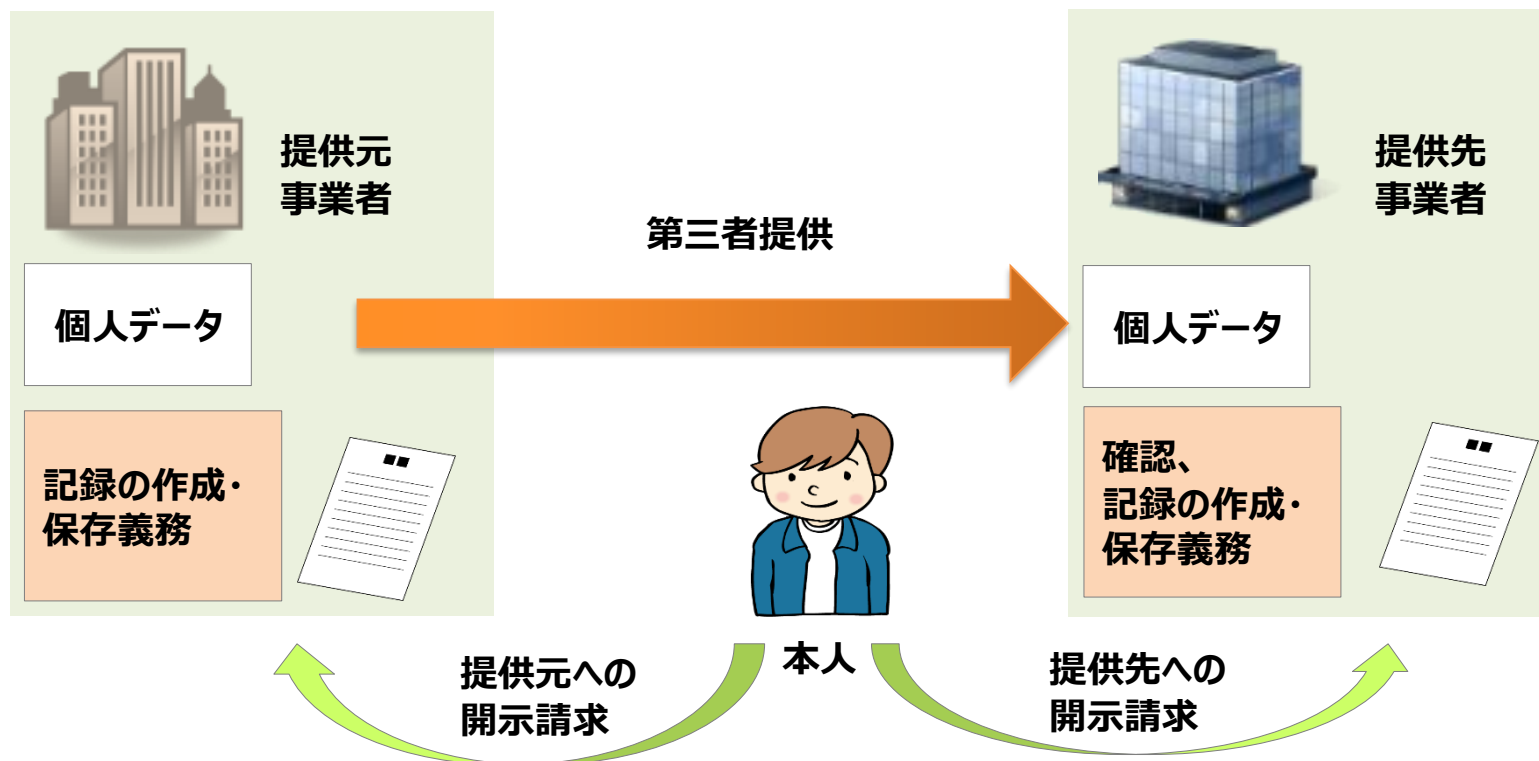 提供元
事業者
個人データ
記録の作成・
保存義務
第三者提供
提供先
事業者
個人データ
確認、
記録の作成・
保存義務
本人
提供元への
開示請求
提供先への
開示請求